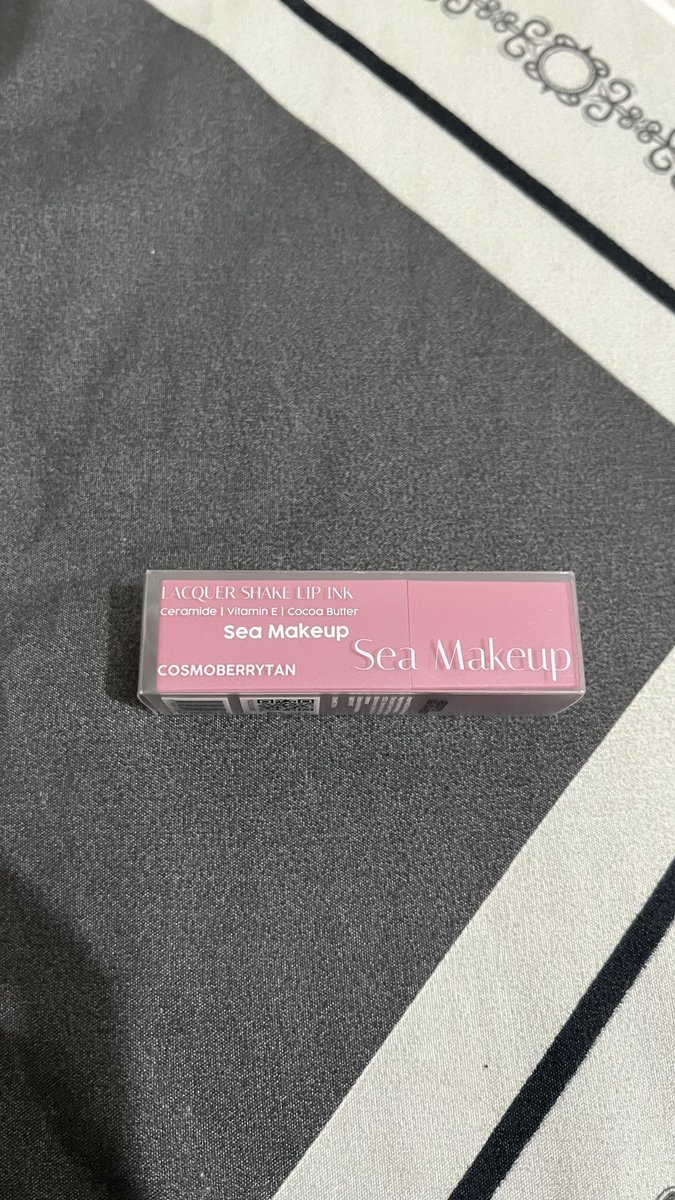 LACQUER SHAKE LIP INK
Ceramide | Vitamin E | Cocoa Butter
Sea Makeup
Sea Makeup
COSMOBERRYTAN